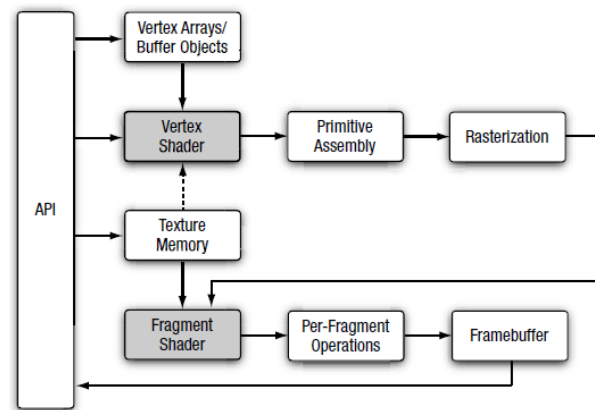 Vertex Arrays/
Buffer Objects
Vertex
Shader
Primitive
Assembly
Rasterization
API
Texture
Memory
Fragment
Shader
Per-Fragment
Operations
Framebuffer